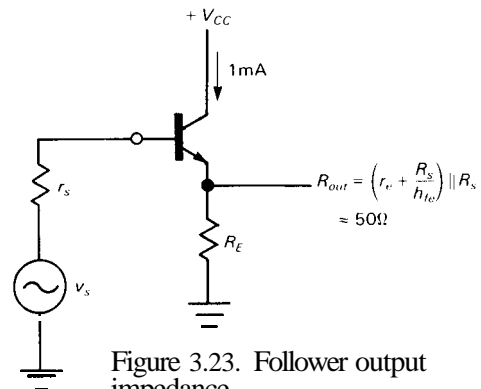 + V_CC
1mA
r_s
v_s
R_E
R_out = (r_e + R_s/h_fe) || R_s
≈ 50Ω
Figure 3.23. Follower output
impedance